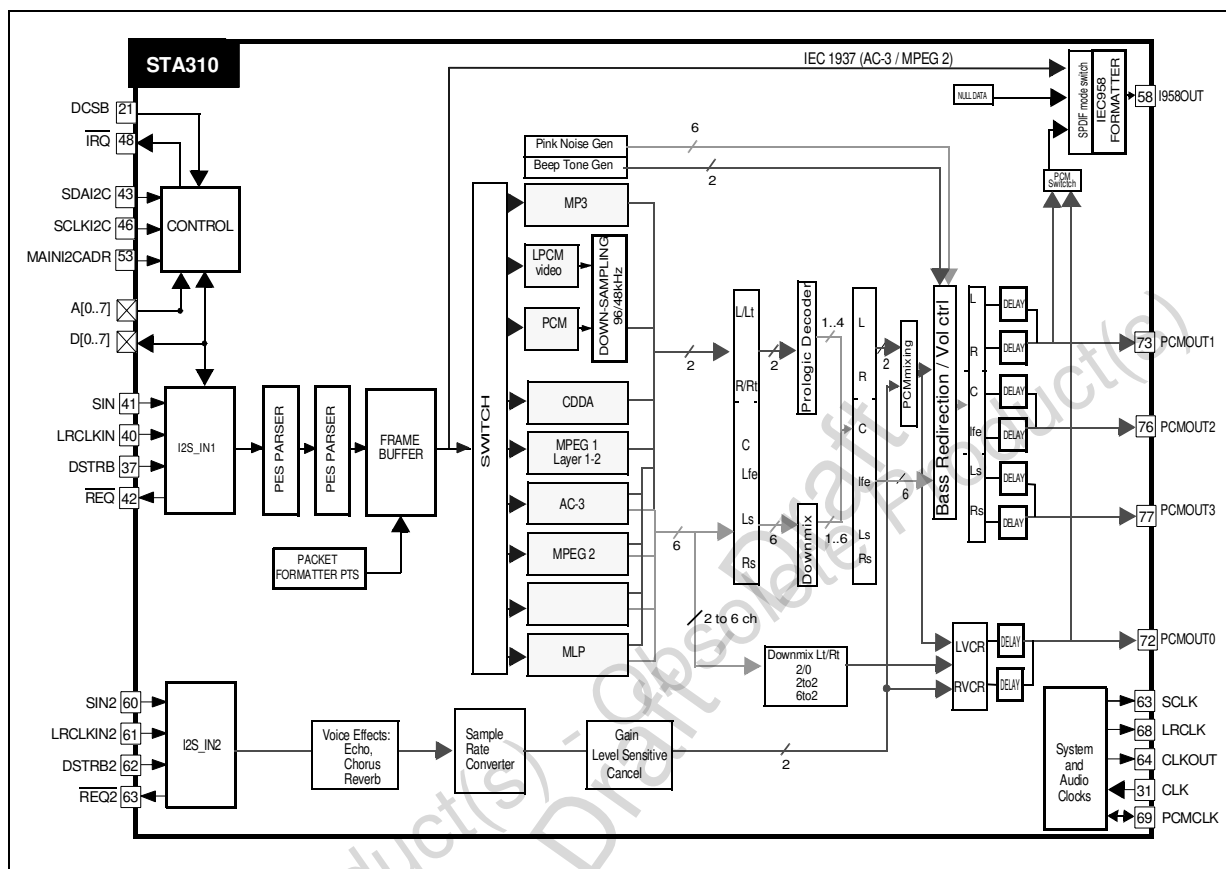 STA310
IEC 1937 (AC-3 / MPEG 2)
NULL DATA
SPDIF mode switch
IEC958
FORMATTER
58 I958OUT
DCSB 21
IRQ 48
SDAI2C 43
SCLKI2C 46
MAINI2CADR 53
A[0..7]
D[0..7]
CONTROL
SIN 41
LRCLKIN 40
DSTRB 37
REQ 42
I2S_IN1
PES PARSER
PES PARSER
FRAME
BUFFER
PACKET
FORMATTER PTS
SWITCH
Pink Noise Gen
6
Beep Tone Gen
2
MP3
LPCM
video
PCM
DOWN-SAMPLING
96/48kHz
CDDA
MPEG 1
Layer 1-2
AC-3
MPEG 2
MLP
2
6
2 to 6 ch
L/Lt
R/Rt
C
Lfe
Ls
Rs
2
6
Prologic Decoder
1..4
Downmix
1..6
L
R
C
lfe
Ls
Rs
2
6
PCMmixing
Bass Redirection / Vol ctrl
L
R
C
lfe
Ls
Rs
DELAY
DELAY
DELAY
DELAY
DELAY
DELAY
PCM
Switctch
73 PCMOUT1
76 PCMOUT2
77 PCMOUT3
Downmix Lt/Rt
2/0
2to2
6to2
LVCR
RVCR
DELAY
DELAY
72 PCMOUT0
SIN2 60
LRCLKIN2 61
DSTRB2 62
REQ2 63
I2S_IN2
Voice Effects:
Echo,
Chorus
Reverb
Sample
Rate
Converter
Gain
Level Sensitive
Cancel
2
System
and
Audio
Clocks
63 SCLK
68 LRCLK
64 CLKOUT
31 CLK
69 PCMCLK
oduct(s) - Obsolete Product(s)
Draft Draft